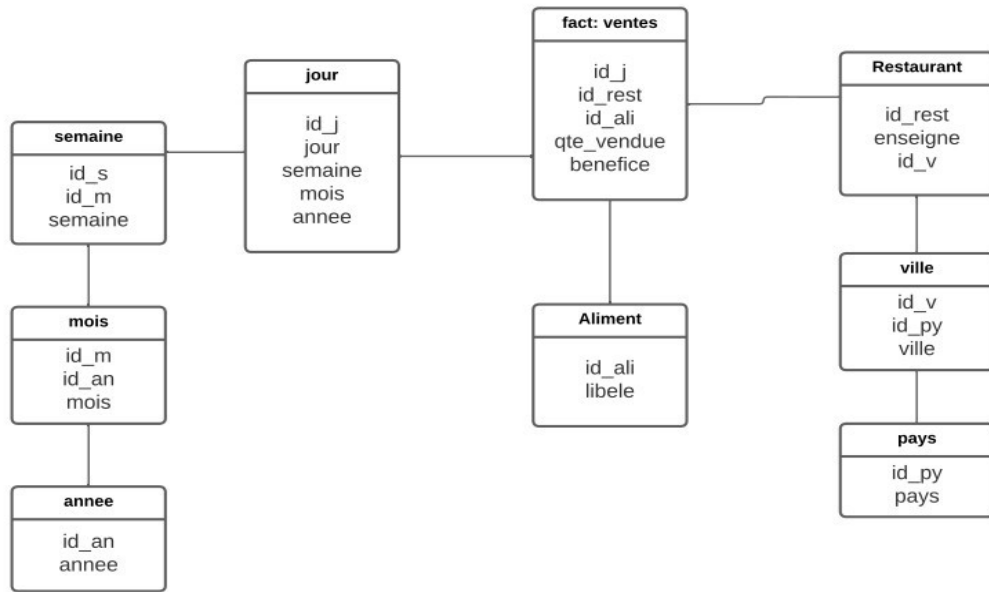 fact: ventes
id_j
id_rest
id_ali
qte_vendue
benefice
jour
id_j
jour
semaine
mois
annee
Restaurant
id_rest
enseigne
id_v
semaine
id_s
id_m
semaine
ville
id_v
id_py
ville
mois
id_m
id_an
mois
Aliment
id_ali
libele
pays
id_py
pays
annee
id_an
annee